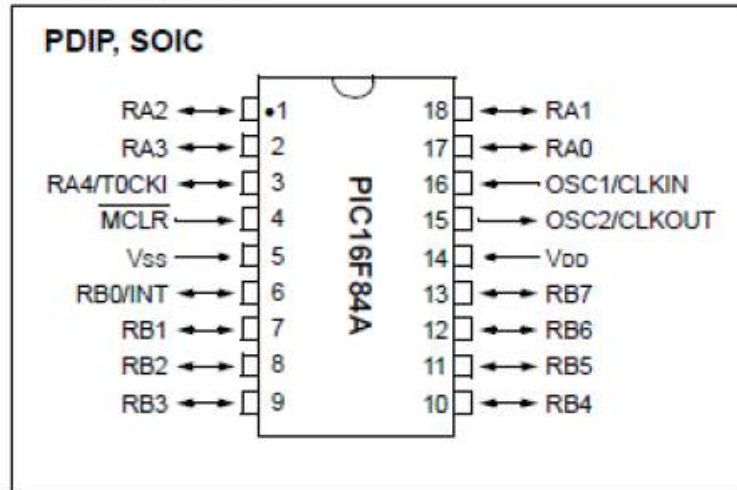 PDIP, SOIC
RA2 •1 18 RA1
RA3 2 17 RA0
RA4/T0CKI 3 16 OSC1/CLKIN
MCLR 4 15 OSC2/CLKOUT
Vss 5 14 VDD
RB0/INT 6 13 RB7
RB1 7 12 RB6
RB2 8 11 RB5
RB3 9 10 RB4
PIC16F84A